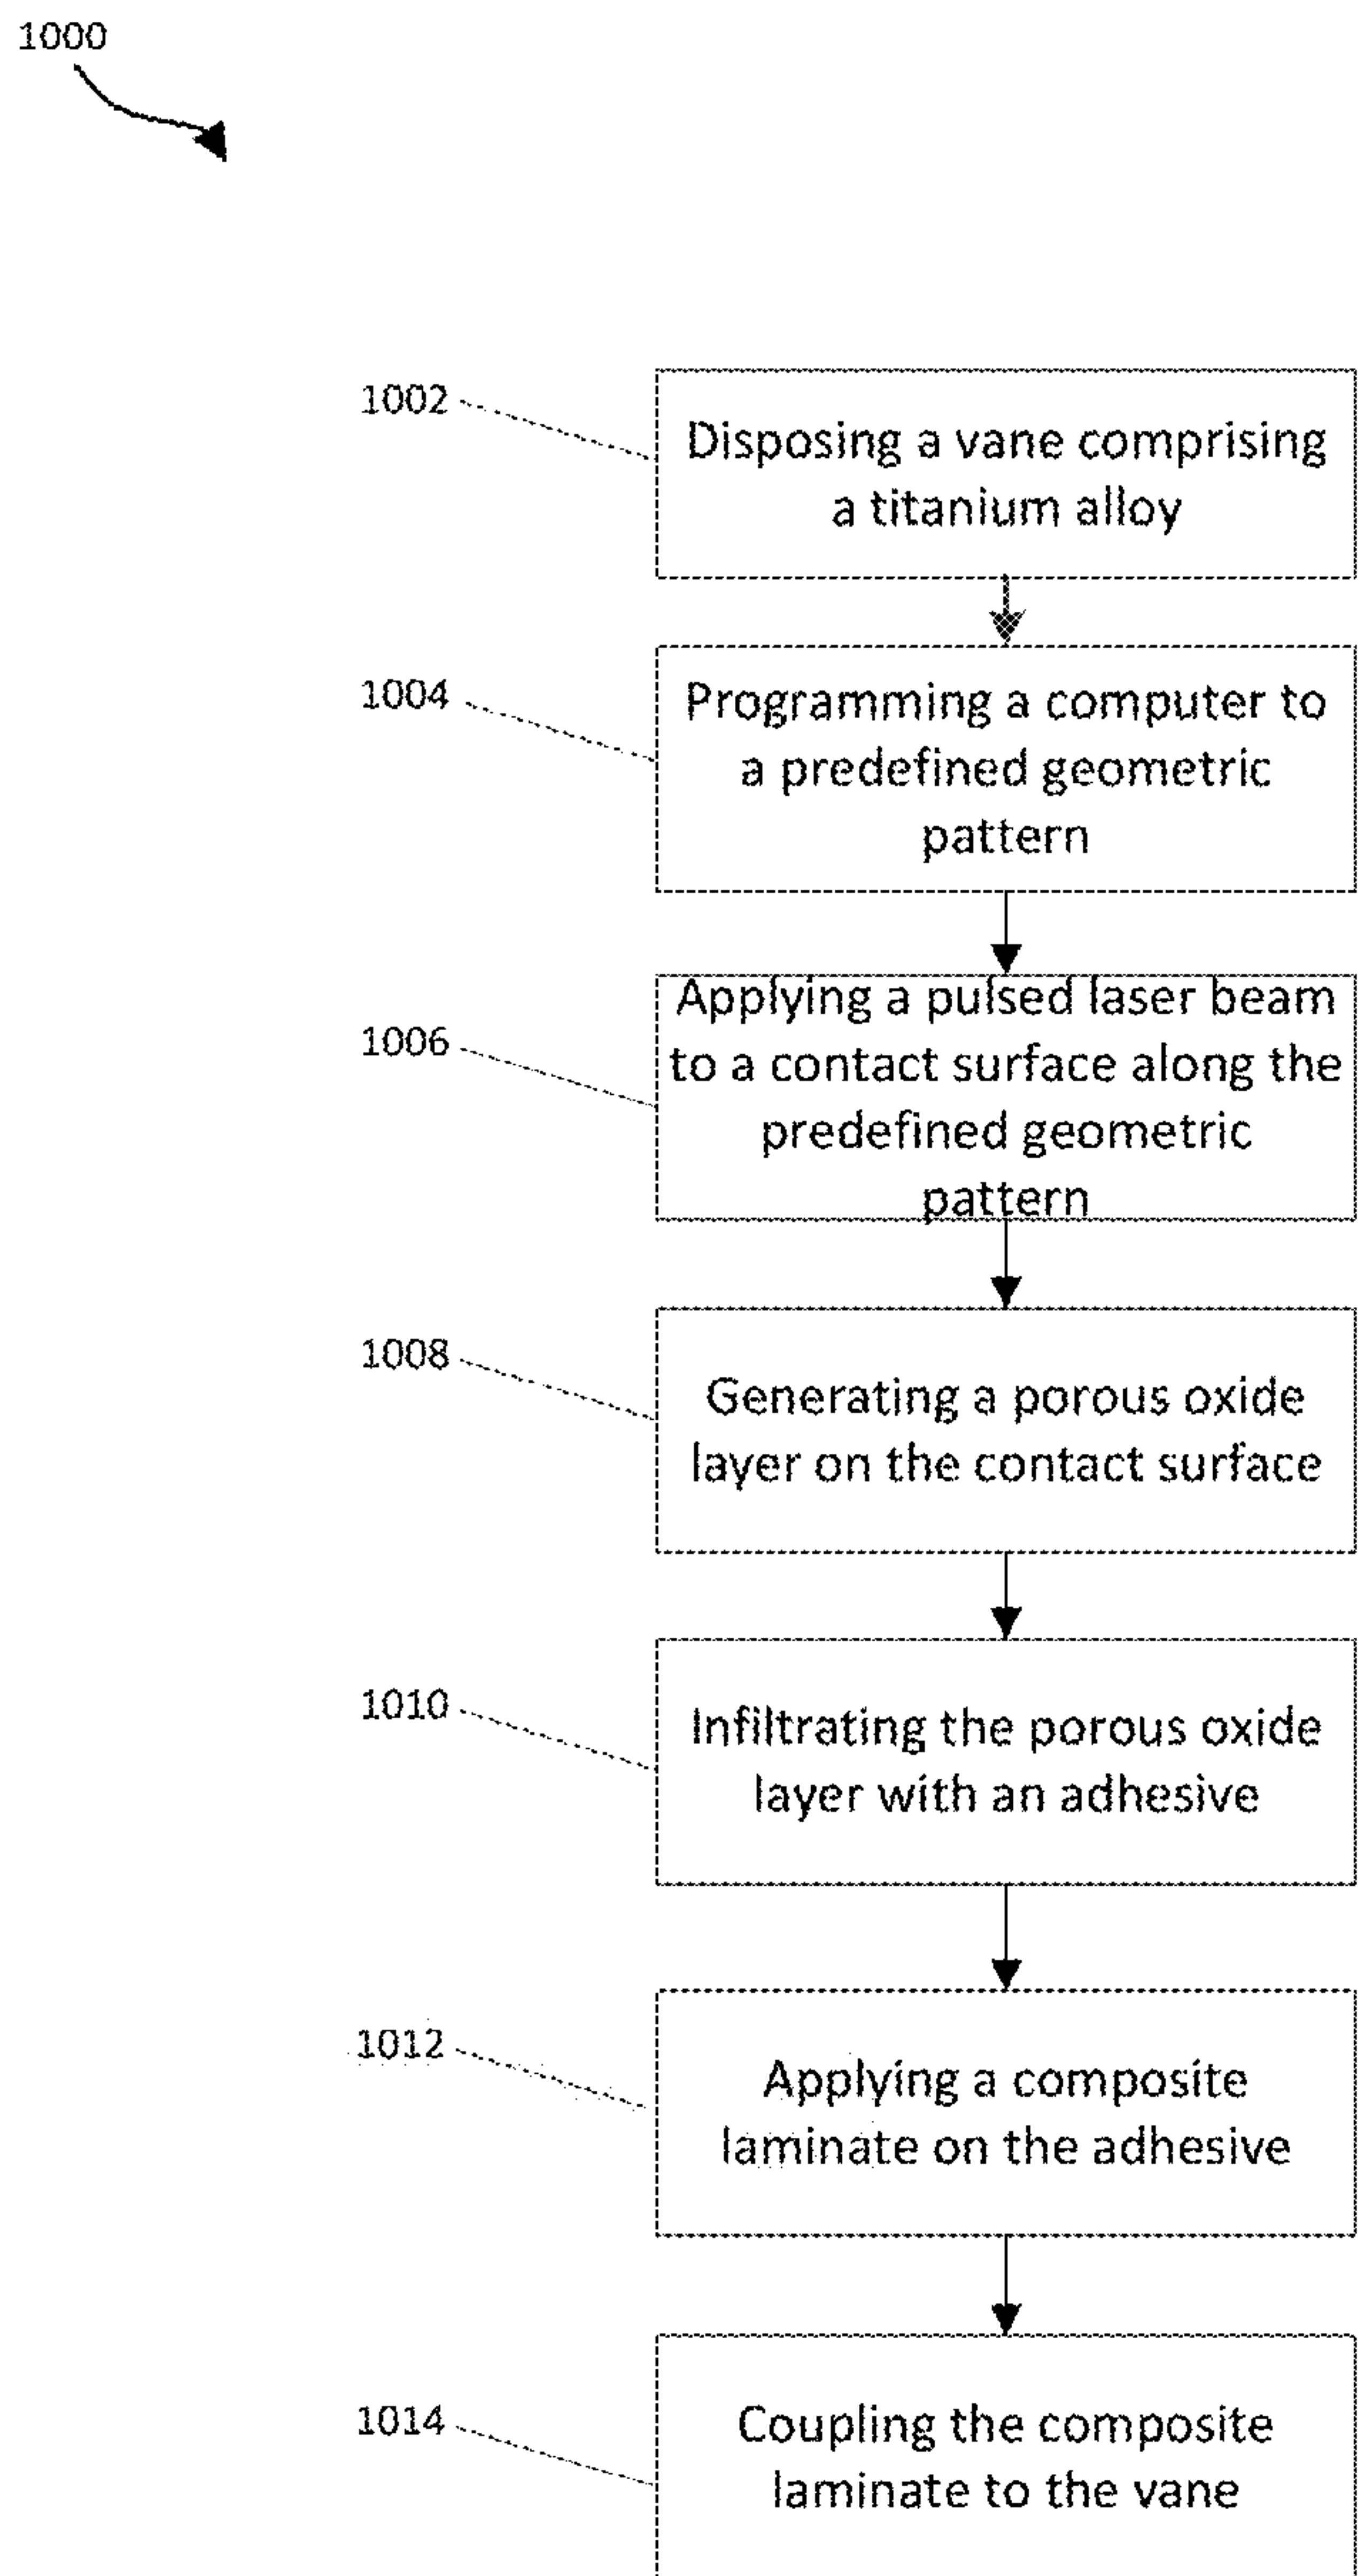 1000
1002
Disposing a vane comprising
a titanium alloy
1004
Programming a computer to
a predefined geometric
pattern
1006
Applying a pulsed laser beam
to a contact surface along the
predefined geometric
pattern
1008
Generating a porous oxide
layer on the contact surface
1010
Infiltrating the porous oxide
layer with an adhesive
1012
Applying a composite
laminate on the adhesive
1014
Coupling the composite
laminate to the vane